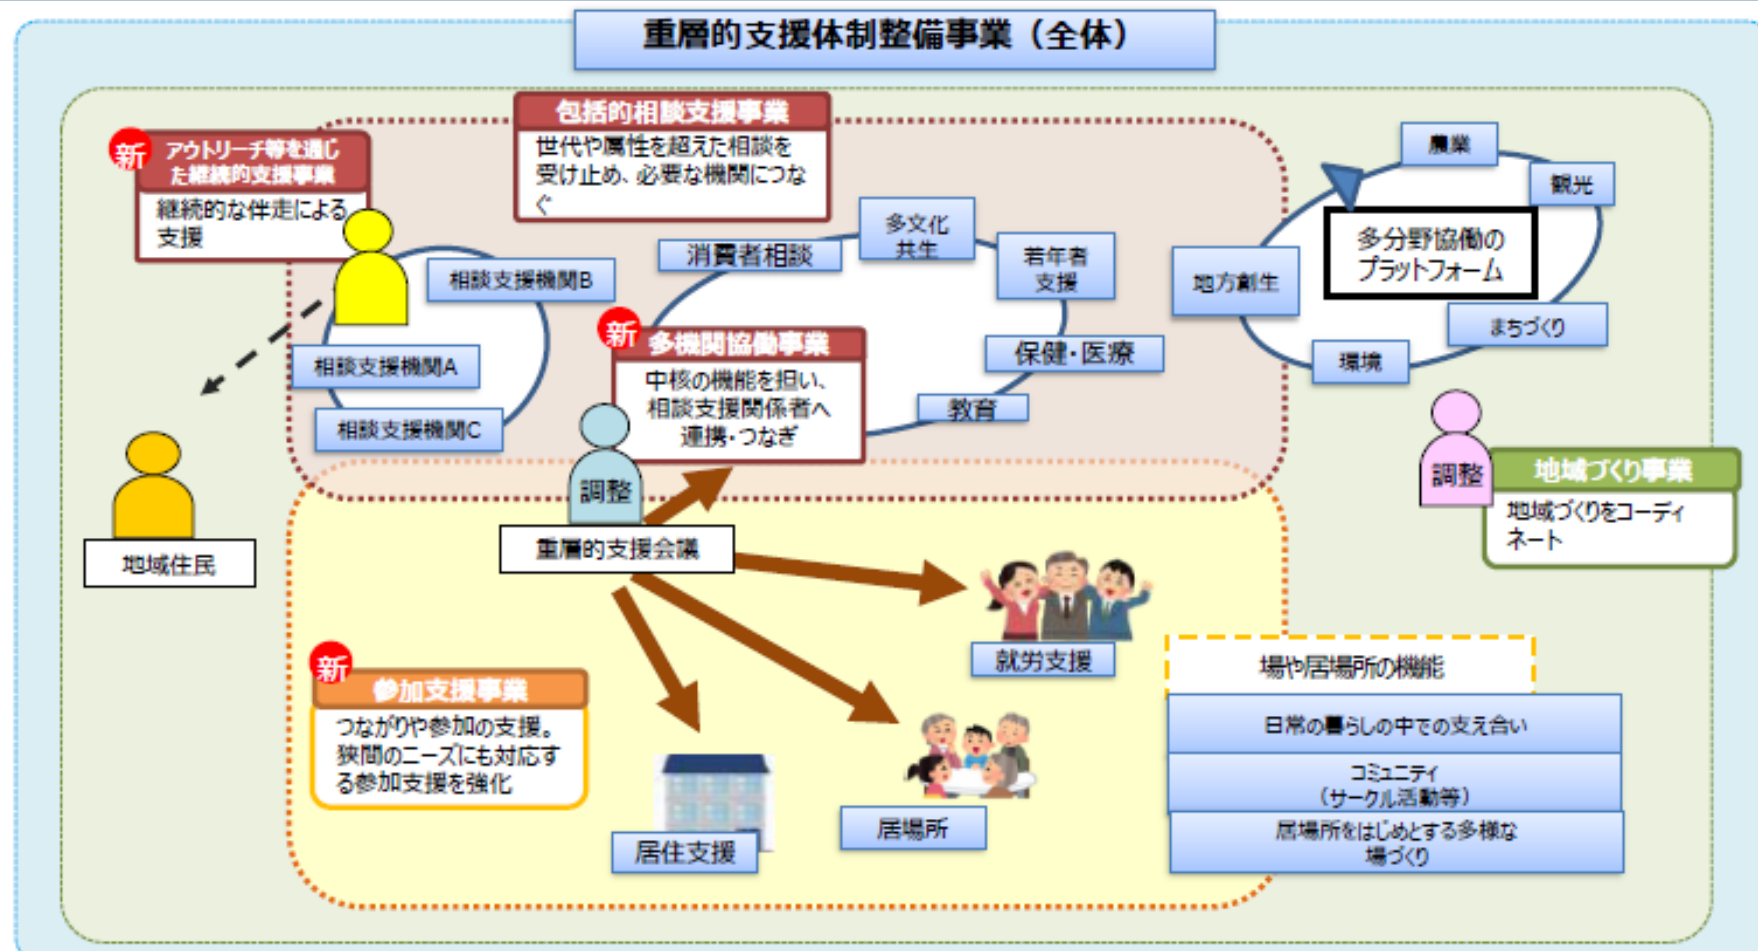 重層的支援体制整備事業（全体）
包括的相談支援事業
世代や属性を超えた相談を
受け止め、必要な機関につな
ぐ
新
アウトリーチ等を通じ
た継続的支援事業
継続的な伴走による
支援
相談支援機関B
相談支援機関A
相談支援機関C
消費者相談
多文化
共生
若年者
支援
保健・医療
教育
新
多機関協働事業
中核の機能を担い、
相談支援関係者へ
連携・つなぎ
調整
重層的支援会議
農業
観光
多分野協働の
プラットフォーム
地方創生
まちづくり
環境
調整
地域づくり事業
地域づくりをコーディ
ネート
地域住民
新
参加支援事業
つながりや参加の支援。
狭間のニーズにも対応す
る参加支援を強化
就労支援
居場所
居住支援
場や居場所の機能
日常の暮らしの中での支え合い
コミュニティ
（サークル活動等）
居場所をはじめとする多様な
場づくり